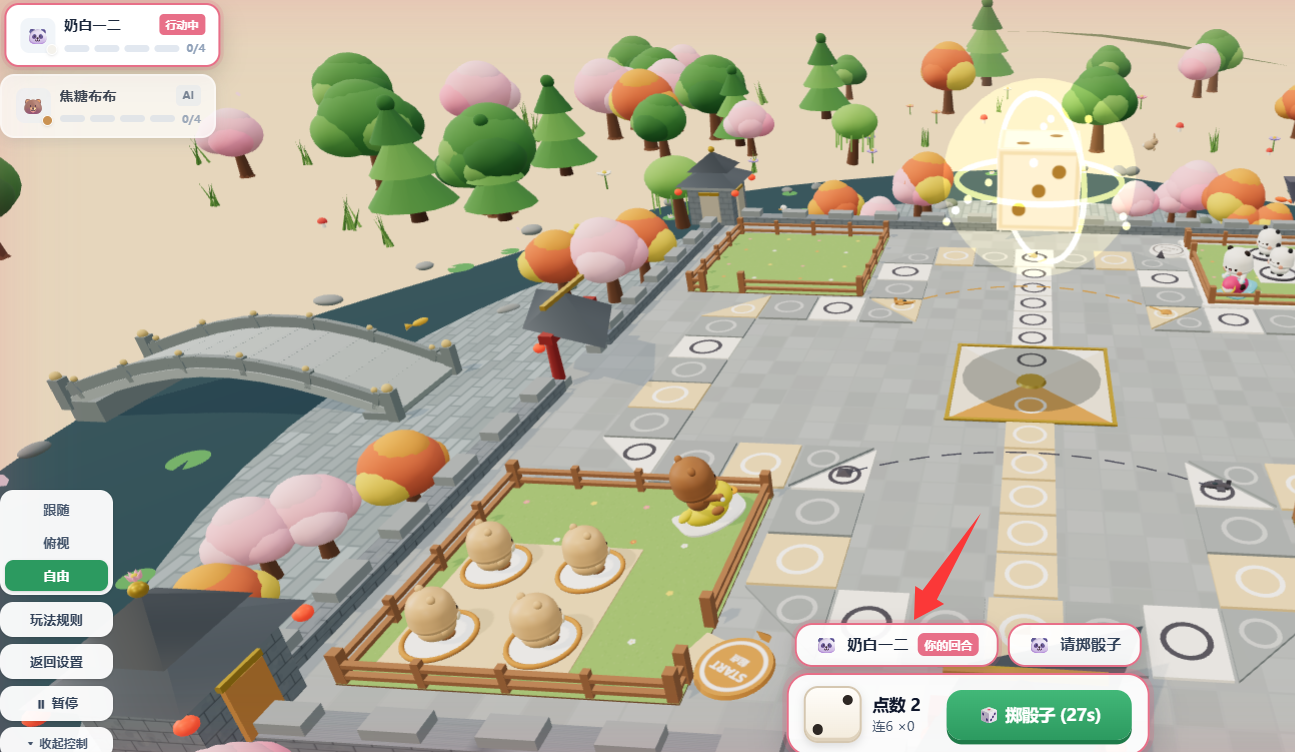 奶白一二
行动中
0/4
焦糖布布
AI
0/4
跟随
俯视
自由
玩法规则
返回设置
暂停
收起控制
START
奶白一二
你的回合
请掷骰子
点数 2
连6 ×0
掷骰子 (27s)